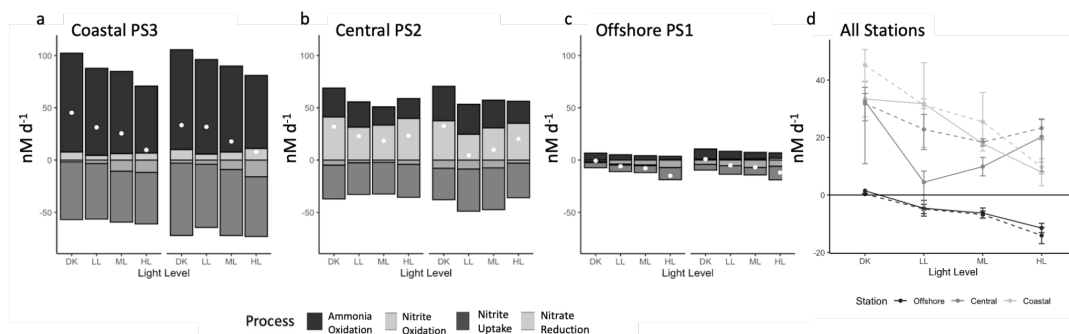 a Coastal PS3
b Central PS2
c Offshore PS1
d All Stations
nM d-1
100
50
0
-50
DK LL ML HL DK LL ML HL
Light Level
nM d-1
100
50
0
-50
DK LL ML HL DK LL ML HL
Light Level
nM d-1
100
50
0
-50
DK LL ML HL DK LL ML HL
Light Level
nM d-1
40
20
0
-20
DK LL ML HL
Light Level
Station Offshore Central Coastal
Process Ammonia Oxidation Nitrite Oxidation Nitrite Uptake Nitrate Reduction